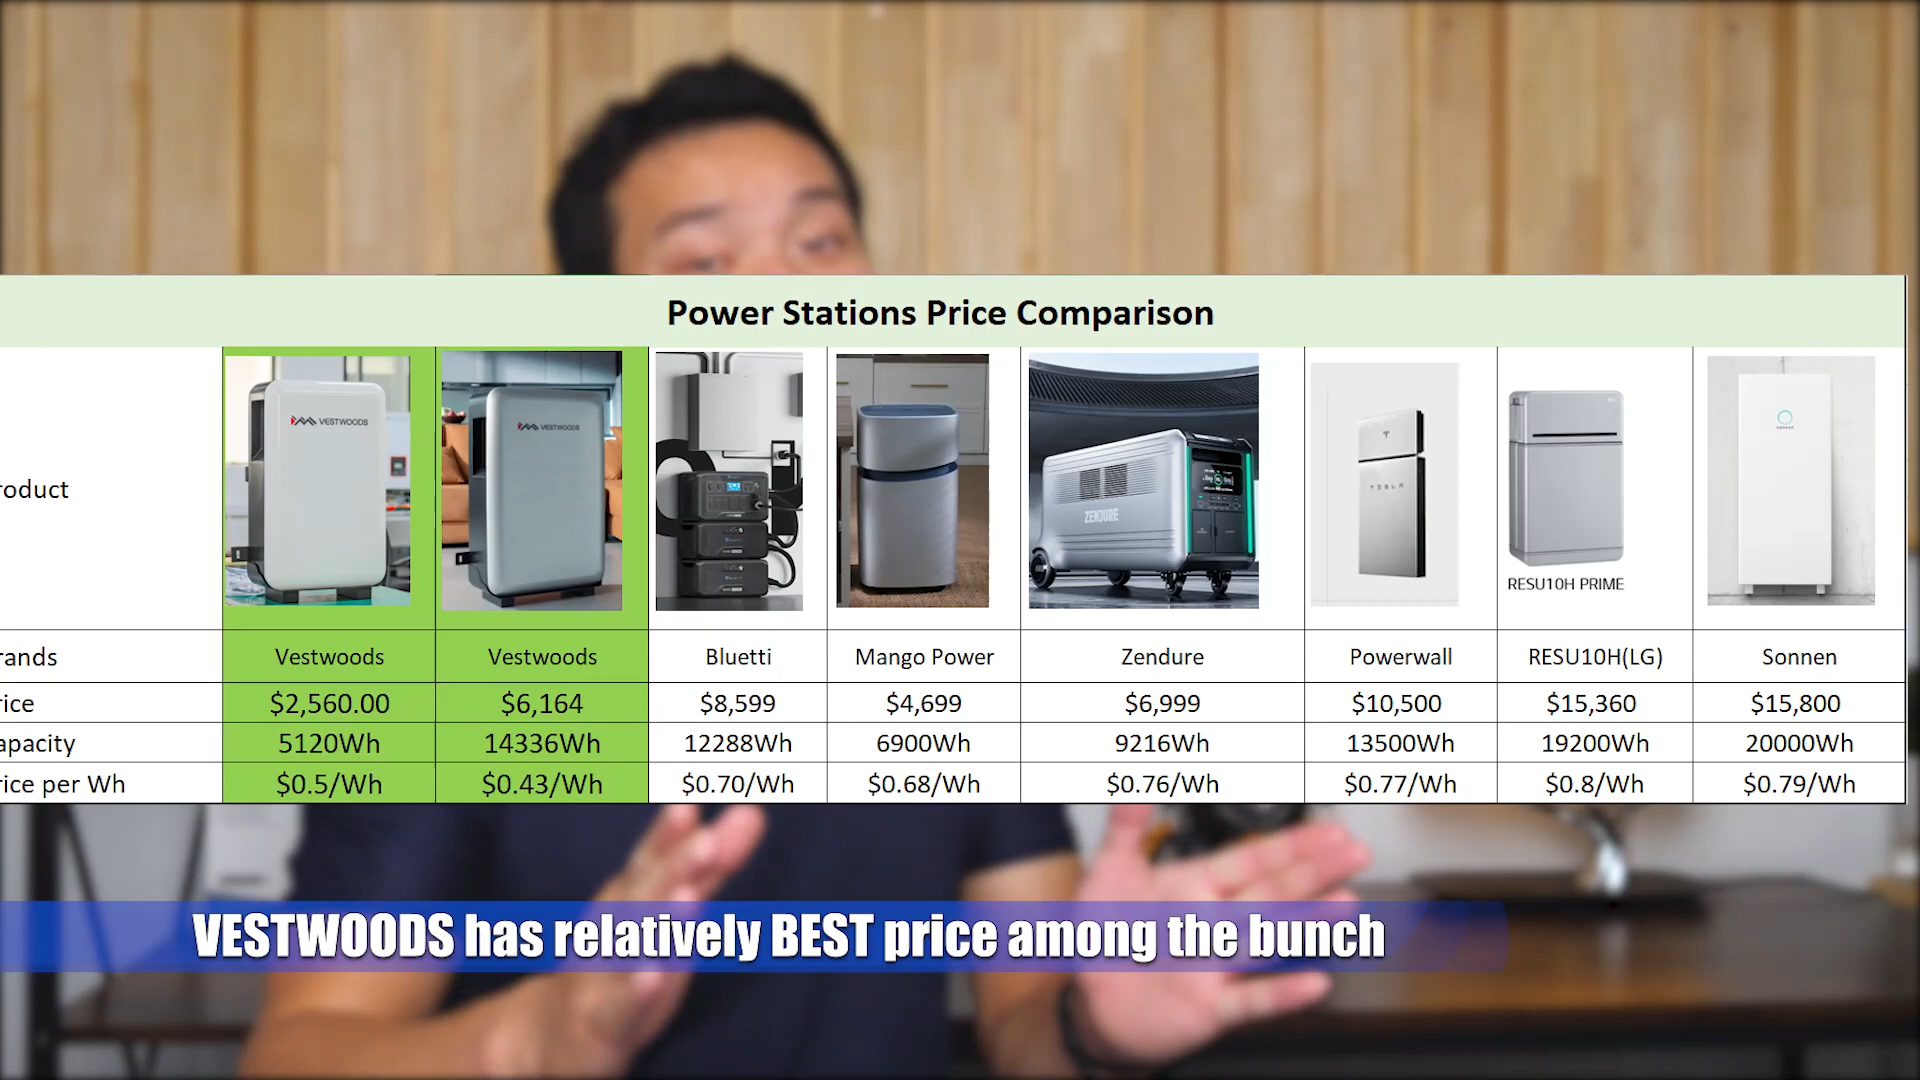 Power Stations Price Comparison
roduct
VESTWOODS
VESTWOODS
ZENDURE
TESLA
RESU10H PRIME
rands Vestwoods Vestwoods Bluetti Mango Power Zendure Powerwall RESU10H(LG) Sonnen
rice $2,560.00 $6,164 $8,599 $4,699 $6,999 $10,500 $15,360 $15,800
apacity 5120Wh 14336Wh 12288Wh 6900Wh 9216Wh 13500Wh 19200Wh 20000Wh
rice per Wh $0.5/Wh $0.43/Wh $0.70/Wh $0.68/Wh $0.76/Wh $0.77/Wh $0.8/Wh $0.79/Wh
VESTWOODS has relatively BEST price among the bunch